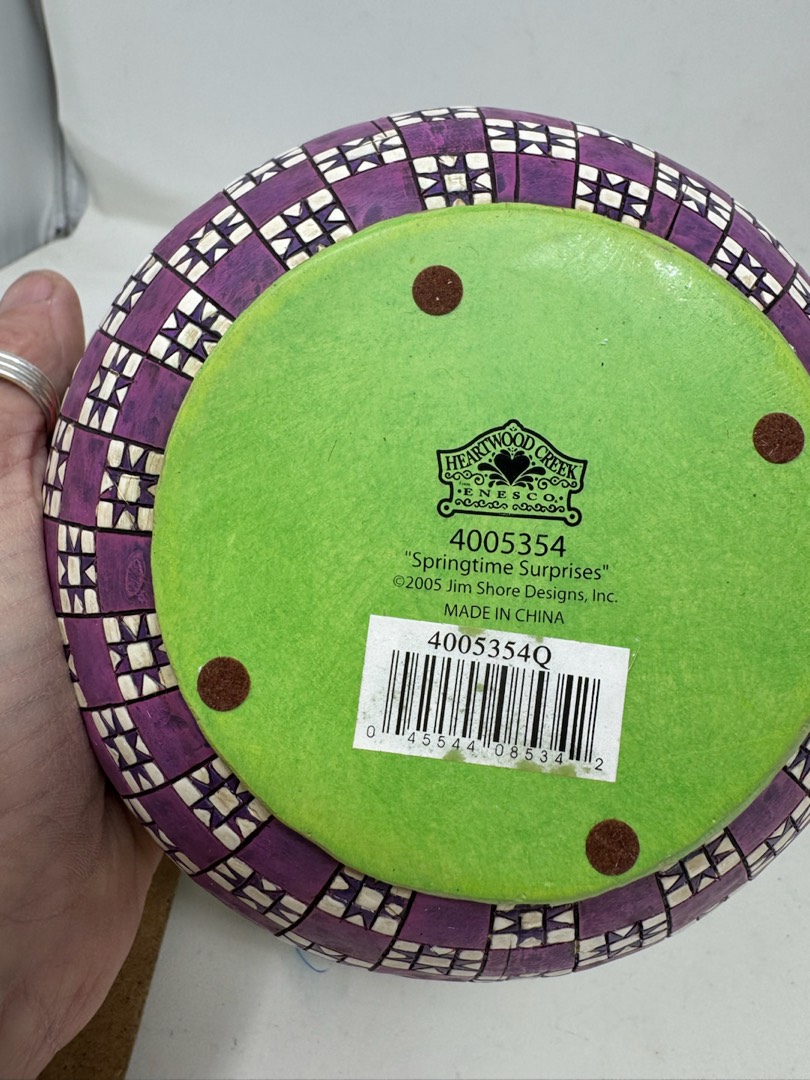 HEARTWOOD CREEK
ENESCO
4005354
"Springtime Surprises"
©2005 Jim Shore Designs, Inc.
MADE IN CHINA
4005354Q
0 45544 08534 2